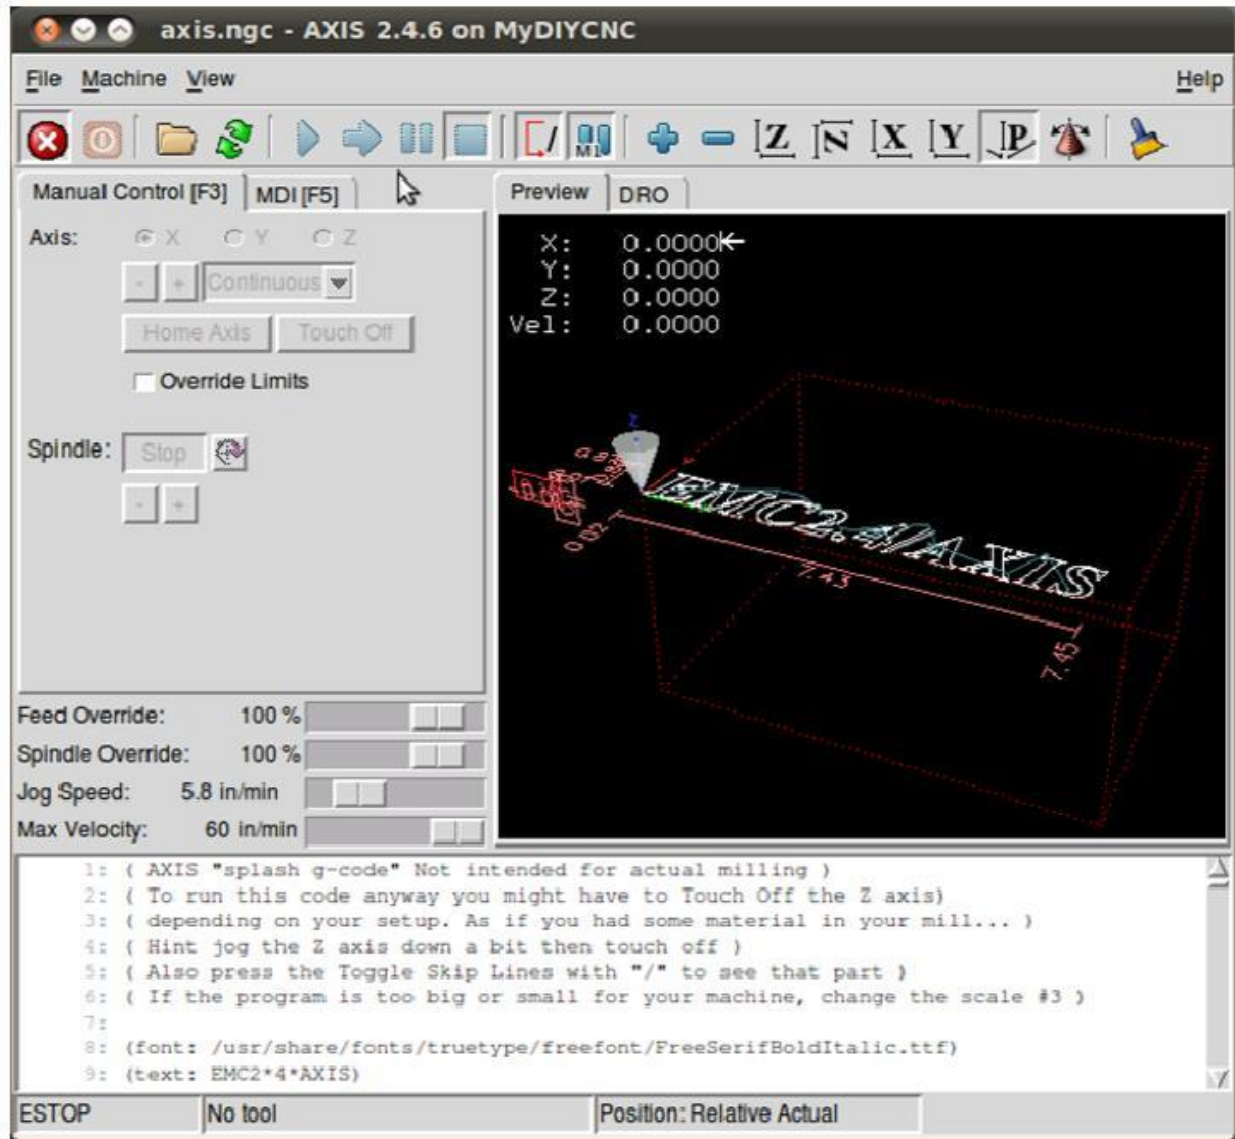 axis.ngc - AXIS 2.4.6 on MyDIYCNC
File Machine View Help
Z N X Y P
Manual Control [F3] MDI [F5]
Axis: X Y Z
- + Continuous
Home Axis Touch Off
Override Limits
Spindle: Stop
- +
Feed Override: 100 %
Spindle Override: 100 %
Jog Speed: 5.8 in/min
Max Velocity: 60 in/min
Preview DRO
X: 0.0000
Y: 0.0000
Z: 0.0000
Vel: 0.0000
Z
EMC2.4/AXIS
0.02
7.43
7.45
1: ( AXIS "splash g-code" Not intended for actual milling )
2: ( To run this code anyway you might have to Touch Off the Z axis)
3: ( depending on your setup. As if you had some material in your mill... )
4: ( Hint jog the Z axis down a bit then touch off )
5: ( Also press the Toggle Skip Lines with "/" to see that part )
6: ( If the program is too big or small for your machine, change the scale #3 )
7:
8: (font: /usr/share/fonts/truetype/freefont/FreeSerifBoldItalic.ttf)
9: (text: EMC2*4*AXIS)
ESTOP No tool Position: Relative Actual